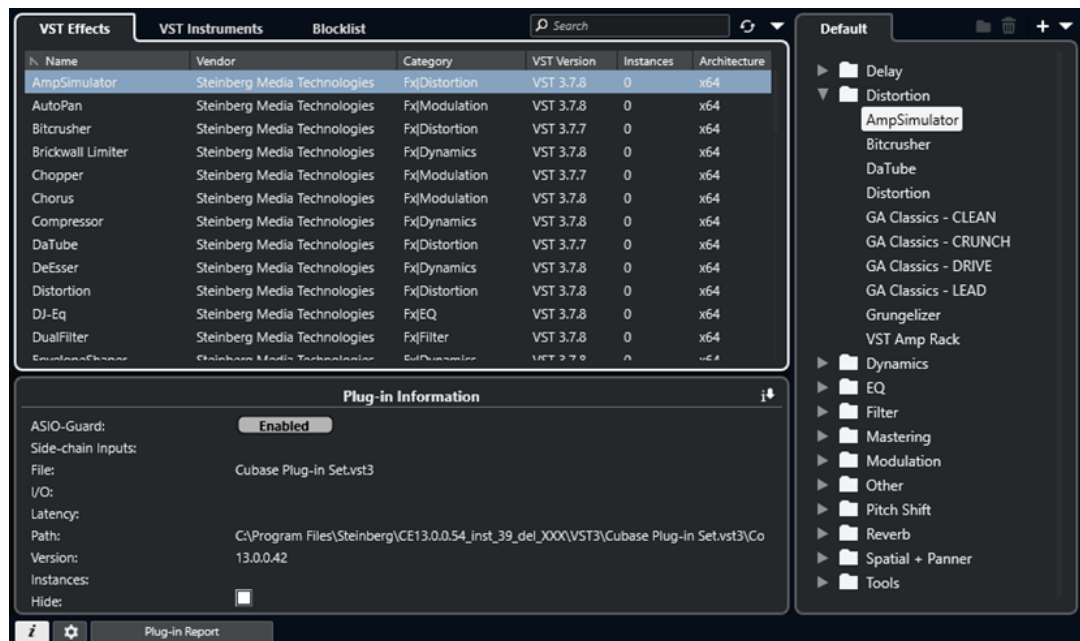 VST Effects VST Instruments Blocklist Search
Name Vendor Category VST Version Instances Architecture
AmpSimulator Steinberg Media Technologies Fx|Distortion VST 3.7.8 0 x64
AutoPan Steinberg Media Technologies Fx|Modulation VST 3.7.8 0 x64
Bitcrusher Steinberg Media Technologies Fx|Distortion VST 3.7.7 0 x64
Brickwall Limiter Steinberg Media Technologies Fx|Dynamics VST 3.7.8 0 x64
Chopper Steinberg Media Technologies Fx|Modulation VST 3.7.7 0 x64
Chorus Steinberg Media Technologies Fx|Modulation VST 3.7.8 0 x64
Compressor Steinberg Media Technologies Fx|Dynamics VST 3.7.8 0 x64
DaTube Steinberg Media Technologies Fx|Distortion VST 3.7.7 0 x64
DeEsser Steinberg Media Technologies Fx|Dynamics VST 3.7.8 0 x64
Distortion Steinberg Media Technologies Fx|Distortion VST 3.7.8 0 x64
DJ-Eq Steinberg Media Technologies Fx|EQ VST 3.7.8 0 x64
DualFilter Steinberg Media Technologies Fx|Filter VST 3.7.8 0 x64
EnvelopeShaper Steinberg Media Technologies Fx|Dynamics VST 3.7.8 0 x64
Plug-in Information
i
ASIO-Guard: Enabled
Side-chain Inputs:
File: Cubase Plug-in Set.vst3
I/O:
Latency:
Path: C:\Program Files\Steinberg\CE13.0.0.54_inst_39_del_XXX\VST3\Cubase Plug-in Set.vst3\Co
Version: 13.0.0.42
Instances:
Hide:
i Plug-in Report
Default
Delay
Distortion
AmpSimulator
Bitcrusher
DaTube
Distortion
GA Classics - CLEAN
GA Classics - CRUNCH
GA Classics - DRIVE
GA Classics - LEAD
Grungelizer
VST Amp Rack
Dynamics
EQ
Filter
Mastering
Modulation
Other
Pitch Shift
Reverb
Spatial + Panner
Tools